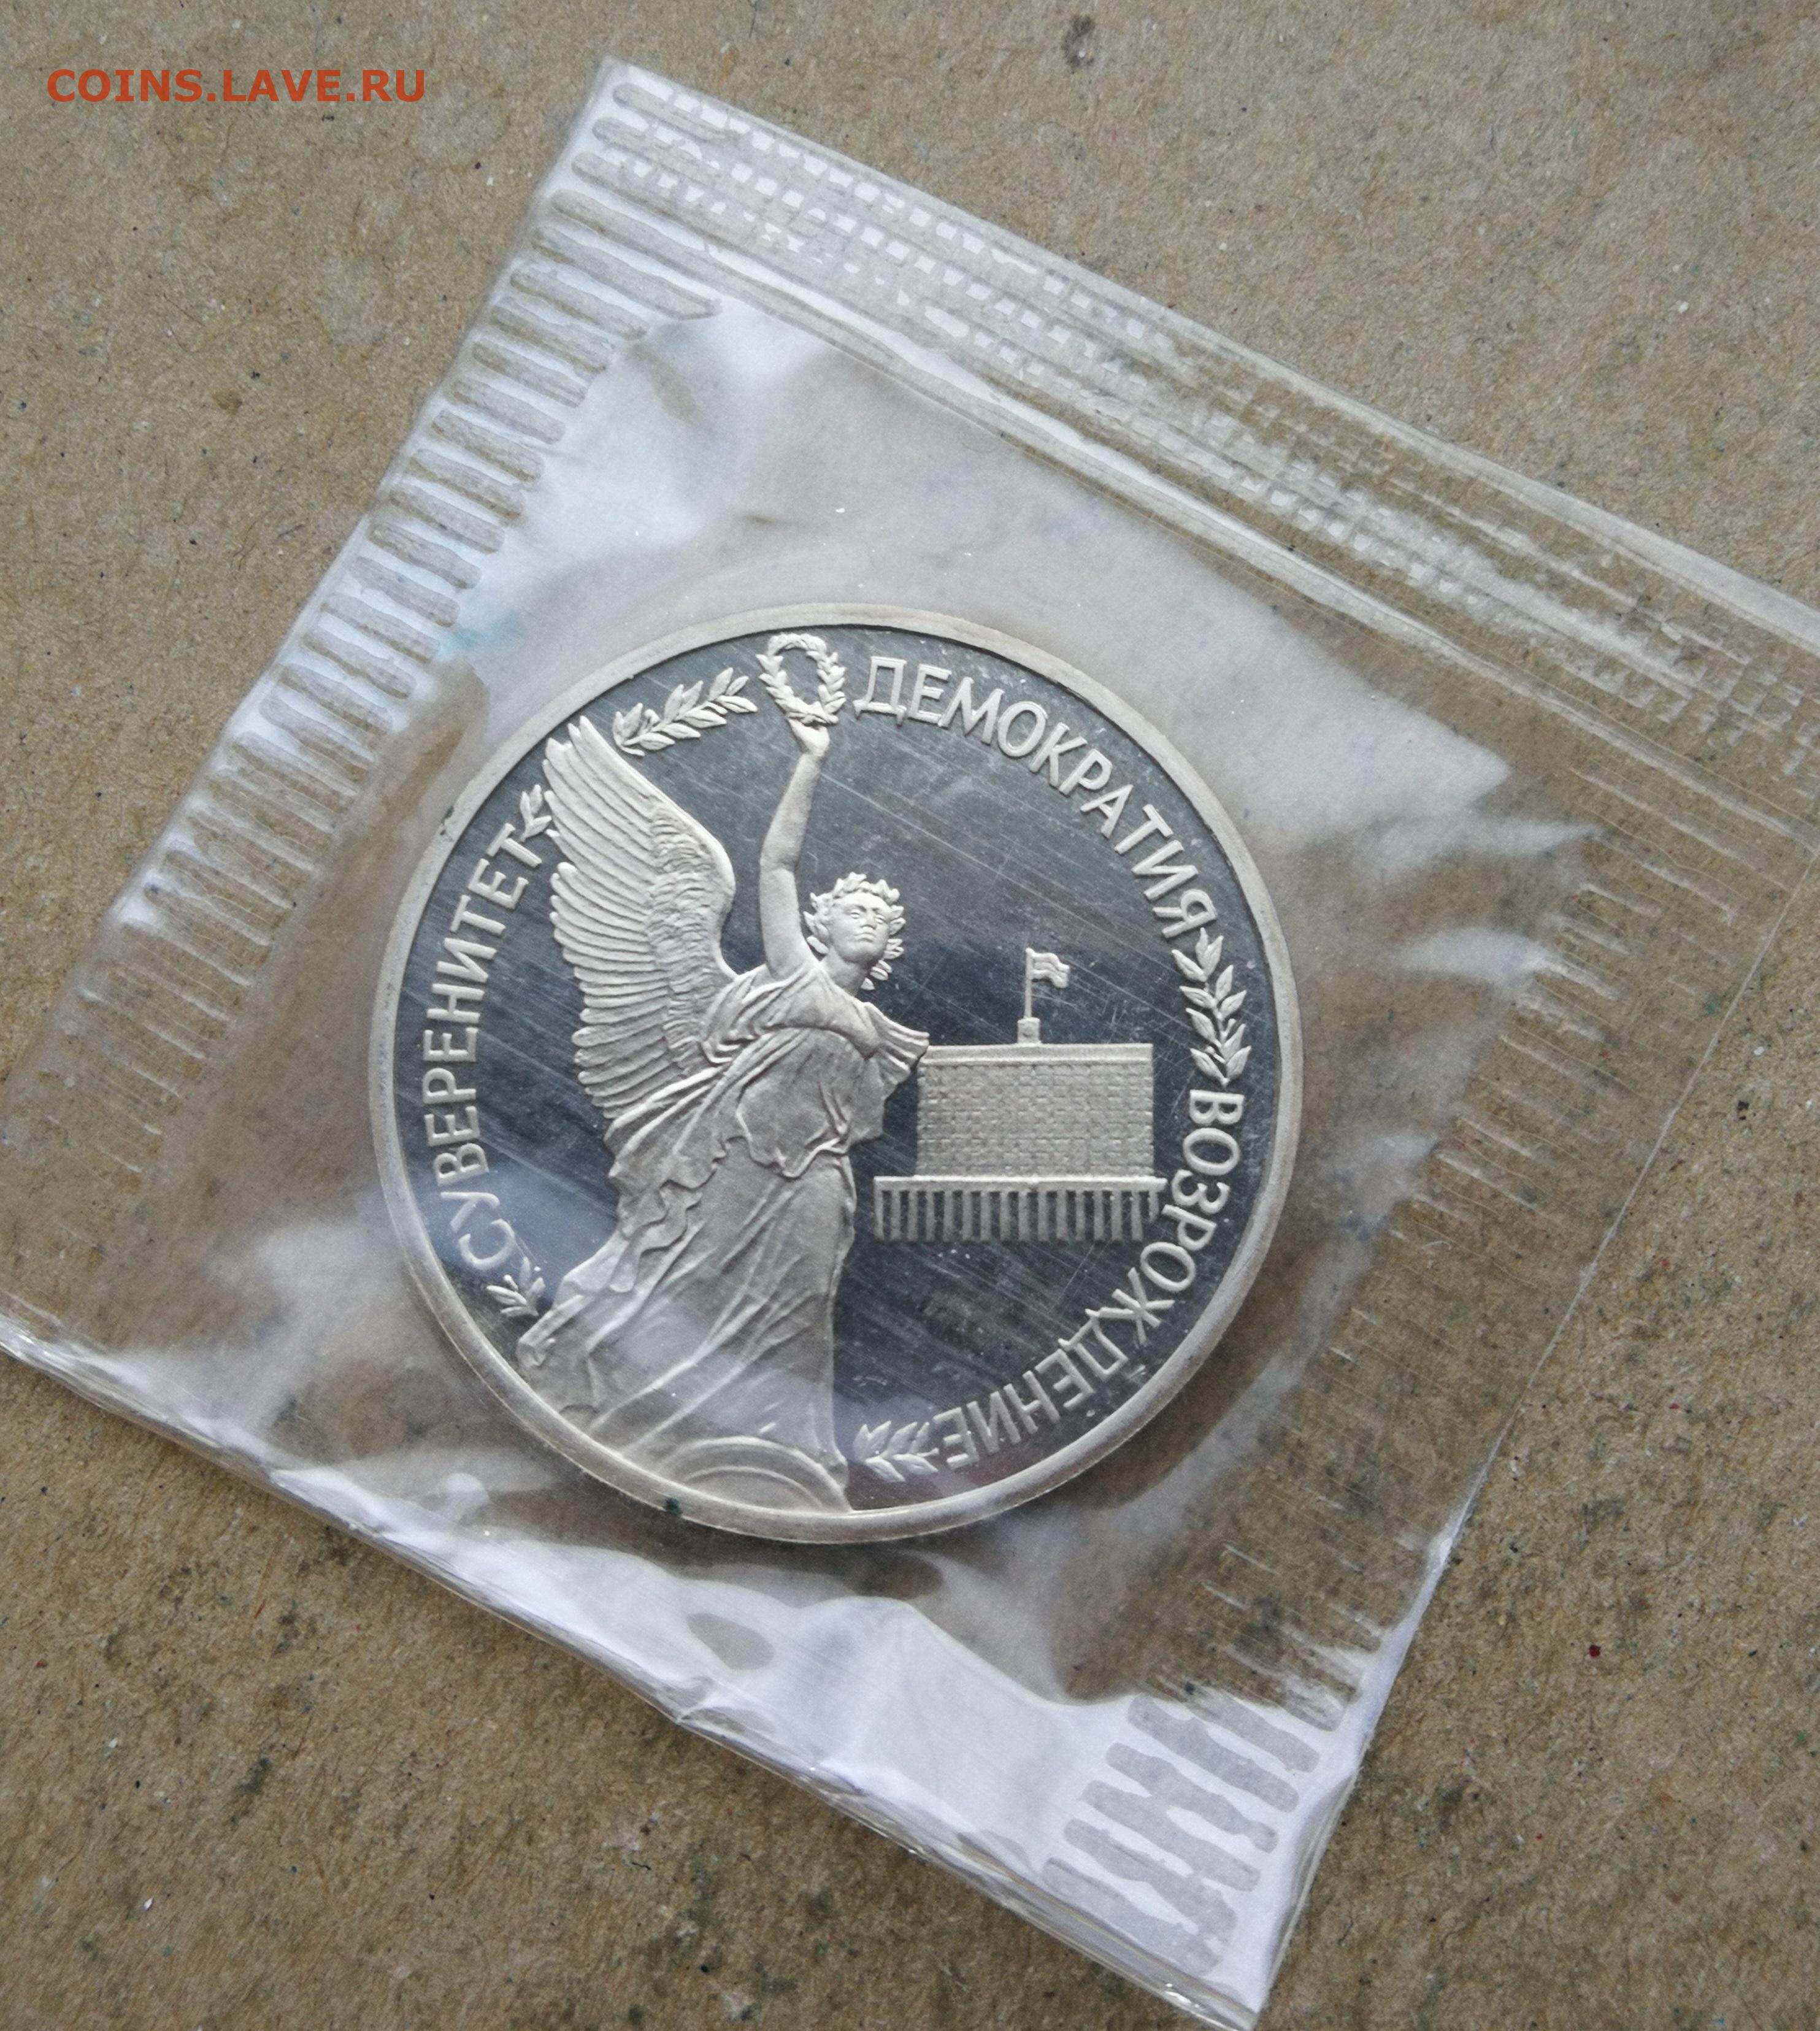 COINS.LAVE.RU
СУВЕРЕНИТЕТ
ДЕМОКРАТИЯ
ВОЗРОЖДЕНИЕ